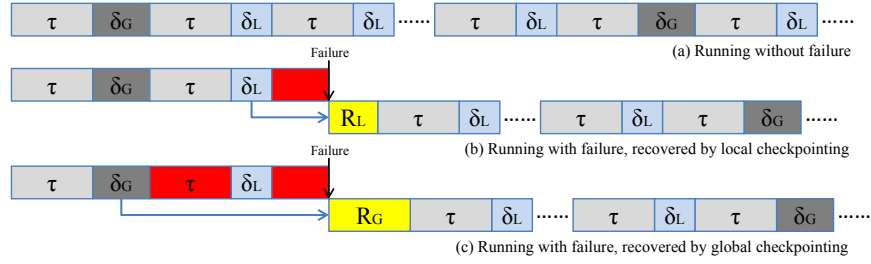 τ δG τ δL τ δL ...... τ δL τ δG τ δL ......
(a) Running without failure
Failure
τ δG τ δL
RL τ δL ...... τ δL τ δG ......
(b) Running with failure, recovered by local checkpointing
Failure
τ δG τ δL
RG τ δL ...... τ δL τ δG ......
(c) Running with failure, recovered by global checkpointing